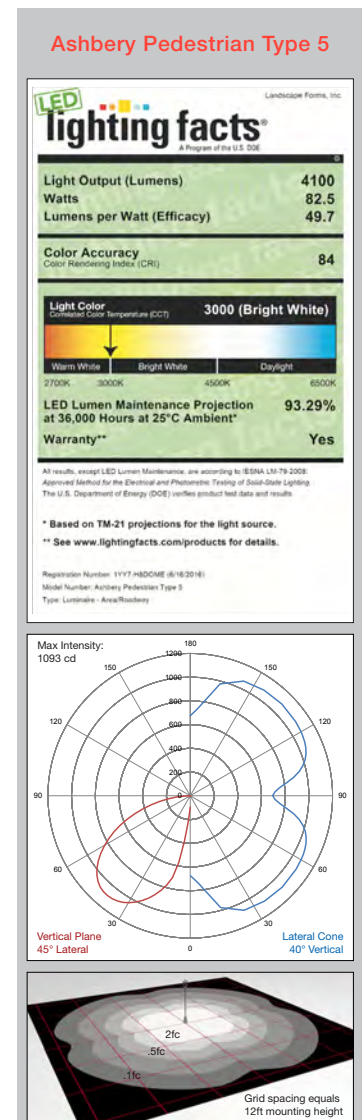 Ashbery Pedestrian Type 5
Landscape Forms, Inc.
LED
lighting facts®
A Program of the U.S. DOE
Light Output (Lumens) 4100
Watts 82.5
Lumens per Watt (Efficacy) 49.7
Color Accuracy
Color Rendering Index (CRI) 84
Light Color
Correlated Color Temperature (CCT) 3000 (Bright White)
Warm White Bright White Daylight
2700K 3000K 4500K 6500K
LED Lumen Maintenance Projection
at 36,000 Hours at 25°C Ambient* 93.29%
Warranty** Yes
All results, except LED Lumen Maintenance, are according to IESNA LM-79-2008:
Approved Method for the Electrical and Photometric Testing of Solid-State Lighting.
The U.S. Department of Energy (DOE) verifies product test data and results.
* Based on TM-21 projections for the light source.
** See www.lightingfacts.com/products for details.
Registration Number: 1YY7-H8DOME (6/16/2016)
Model Number: Ashbery Pedestrian Type 5
Type: Luminaire - Area/Roadway
Max Intensity:
1093 cd
180
1200
150 150
1000
800
120 120
600
400
200
90 0 90
60 60
30 30
0
Vertical Plane
45° Lateral
Lateral Cone
40° Vertical
2fc
.5fc
.1fc
Grid spacing equals
12ft mounting height